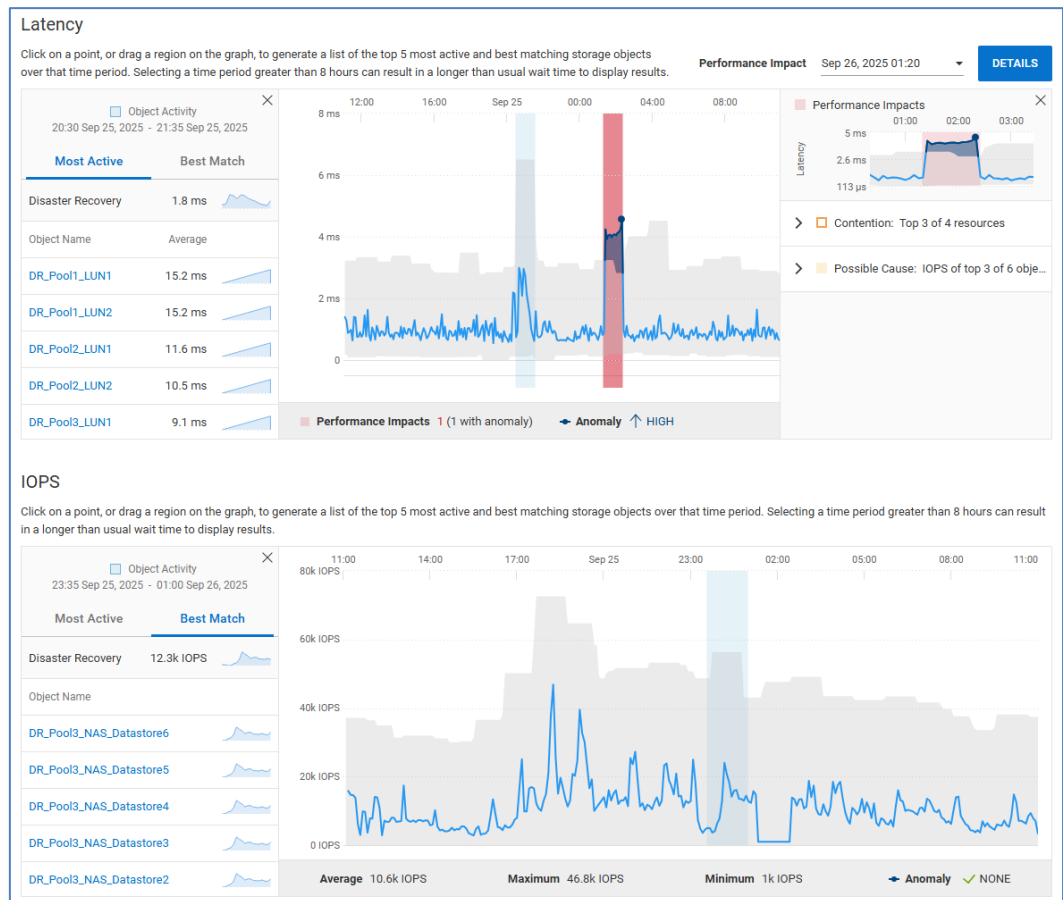 Latency
Click on a point, or drag a region on the graph, to generate a list of the top 5 most active and best matching storage objects
over that time period. Selecting a time period greater than 8 hours can result in a longer than usual wait time to display results.
Performance Impact Sep 26, 2025 01:20 DETAILS
Object Activity
20:30 Sep 25, 2025 - 21:35 Sep 25, 2025
Most Active Best Match
Disaster Recovery 1.8 ms
Object Name Average
DR_Pool1_LUN1 15.2 ms
DR_Pool1_LUN2 15.2 ms
DR_Pool2_LUN1 11.6 ms
DR_Pool2_LUN2 10.5 ms
DR_Pool3_LUN1 9.1 ms
12:00 16:00 Sep 25 00:00 04:00 08:00
8 ms
6 ms
4 ms
2 ms
0
Performance Impacts 1 (1 with anomaly) Anomaly HIGH
Performance Impacts
01:00 02:00 03:00
Latency
5 ms
2.6 ms
113 µs
Contention: Top 3 of 4 resources
Possible Cause: IOPS of top 3 of 6 obje...
IOPS
Click on a point, or drag a region on the graph, to generate a list of the top 5 most active and best matching storage objects over that time period. Selecting a time period greater than 8 hours can result
in a longer than usual wait time to display results.
Object Activity
23:35 Sep 25, 2025 - 01:00 Sep 26, 2025
Most Active Best Match
Disaster Recovery 12.3k IOPS
Object Name
DR_Pool3_NAS_Datastore6
DR_Pool3_NAS_Datastore5
DR_Pool3_NAS_Datastore4
DR_Pool3_NAS_Datastore3
DR_Pool3_NAS_Datastore2
11:00 14:00 17:00 Sep 25 23:00 02:00 05:00 08:00 11:00
80k IOPS
60k IOPS
40k IOPS
20k IOPS
0 IOPS
Average 10.6k IOPS Maximum 46.8k IOPS Minimum 1k IOPS Anomaly NONE